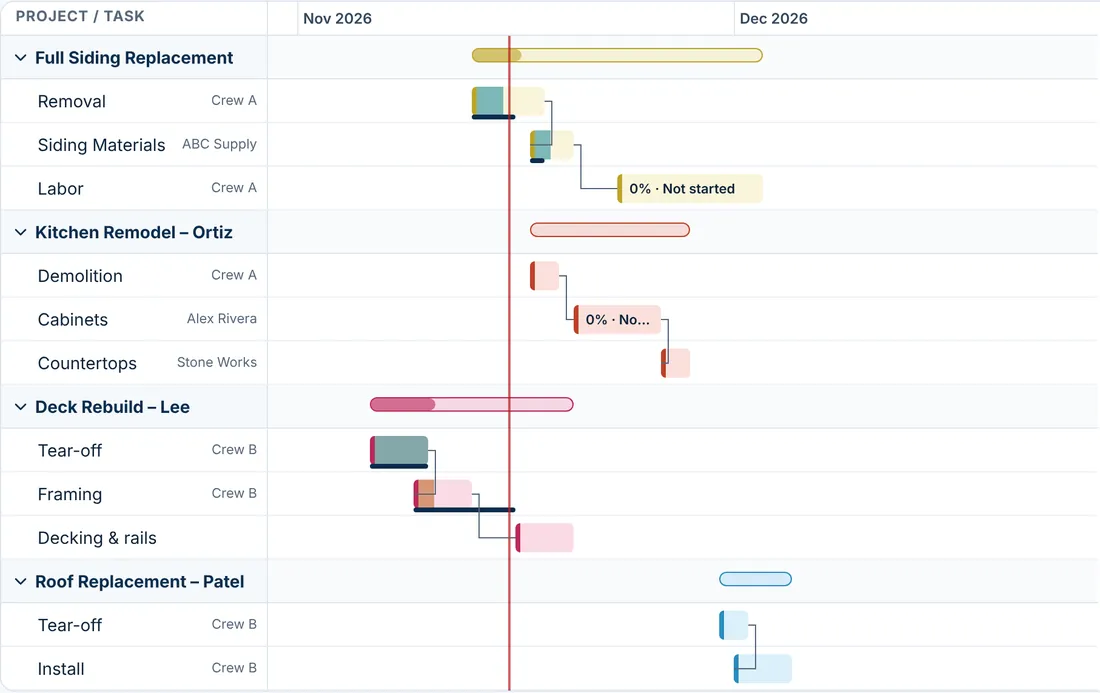 PROJECT / TASK
Nov 2026
Dec 2026
Full Siding Replacement
Removal Crew A
Siding Materials ABC Supply
Labor Crew A 0% · Not started
Kitchen Remodel – Ortiz
Demolition Crew A
Cabinets Alex Rivera 0% · No...
Countertops Stone Works
Deck Rebuild – Lee
Tear-off Crew B
Framing Crew B
Decking & rails
Roof Replacement – Patel
Tear-off Crew B
Install Crew B